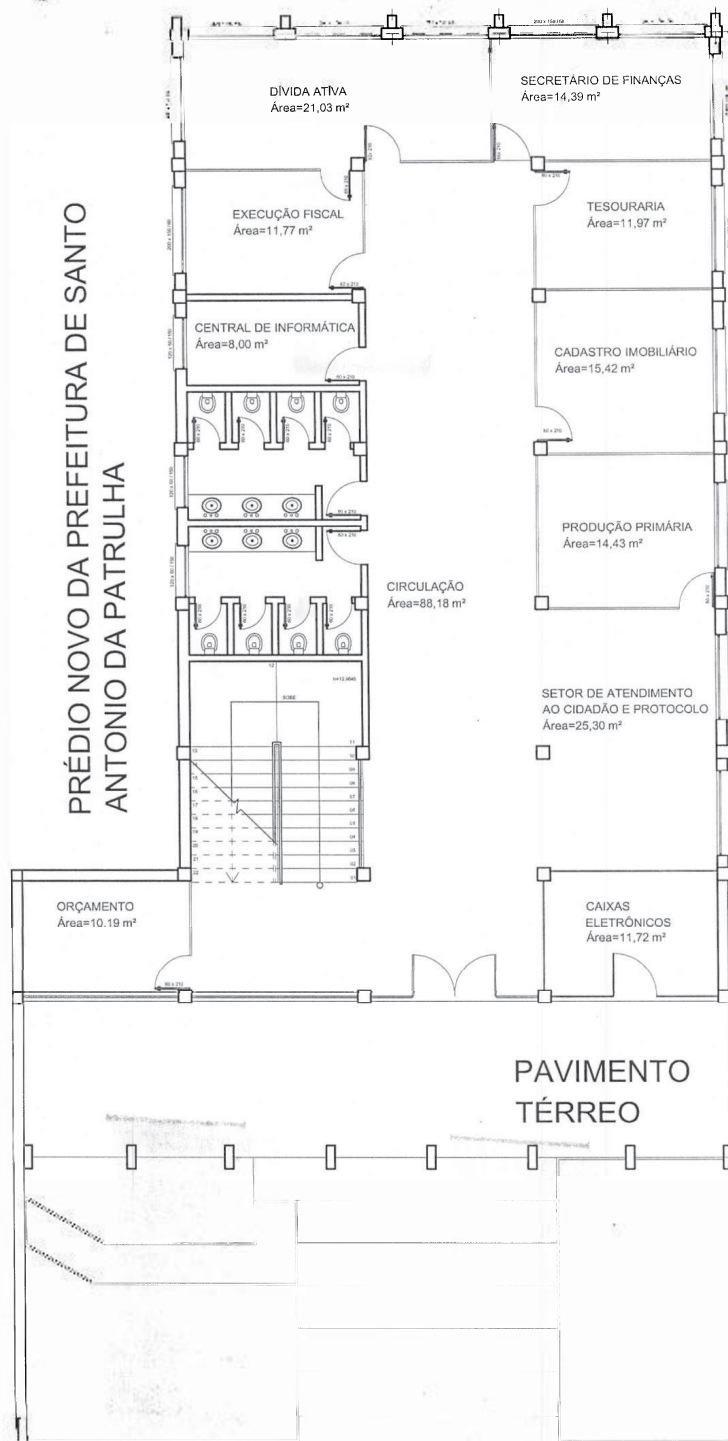 PRÉDIO NOVO DA PREFEITURA DE SANTO
ANTONIO DA PATRULHA
200 x 150/150
DÍVIDA ATIVA
Área=21,03 m²
SECRETÁRIO DE FINANÇAS
Área=14,39 m²
EXECUÇÃO FISCAL
Área=11,77 m²
TESOURARIA
Área=11,97 m²
CENTRAL DE INFORMÁTICA
Área=8,00 m²
CADASTRO IMOBILIÁRIO
Área=15,42 m²
PRODUÇÃO PRIMÁRIA
Área=14,43 m²
CIRCULAÇÃO
Área=88,18 m²
SETOR DE ATENDIMENTO
AO CIDADÃO E PROTOCOLO
Área=25,30 m²
SOBE
ORÇAMENTO
Área=10.19 m²
CAIXAS
ELETRÔNICOS
Área=11,72 m²
PAVIMENTO
TÉRREO